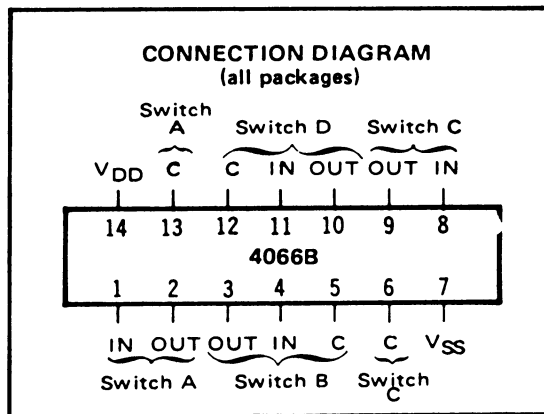 CONNECTION DIAGRAM
(all packages)
Switch
A Switch D Switch C
VDD C C IN OUT OUT IN
14 13 12 11 10 9 8
4066B
1 2 3 4 5 6 7
IN OUT OUT IN C C VSS
Switch A Switch B Switch
C